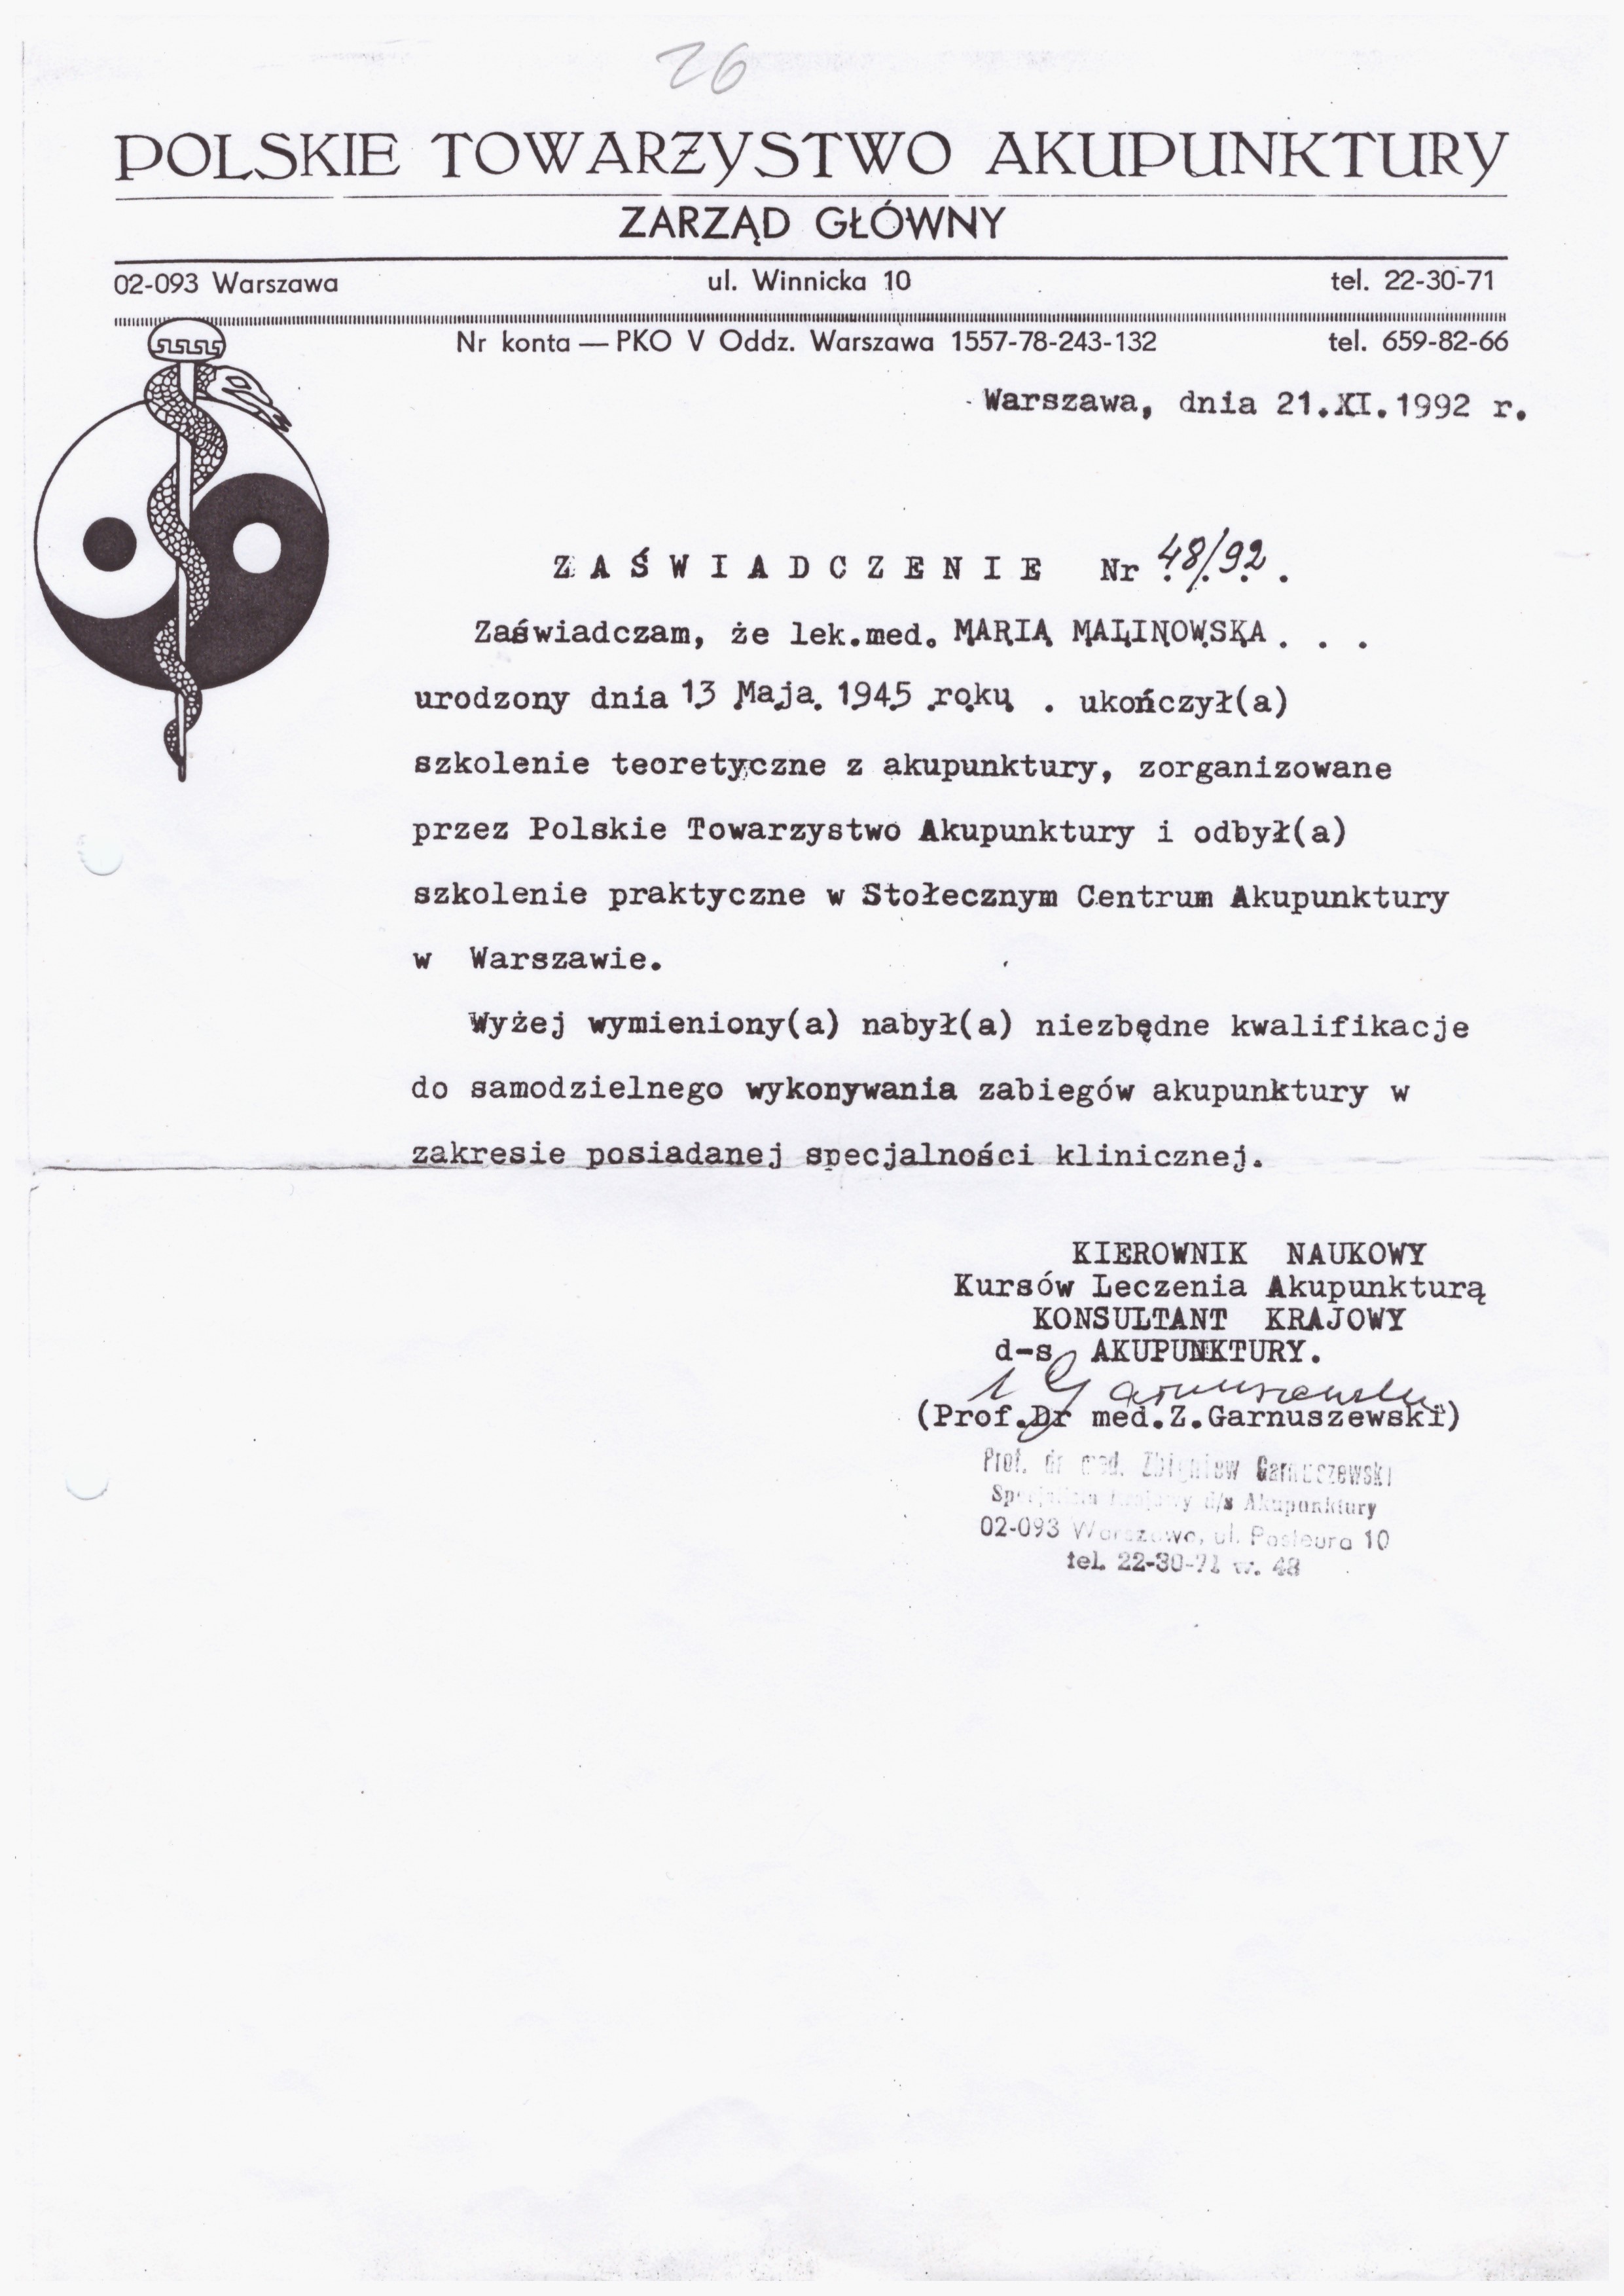 26
POLSKIE TOWARZYSTWO AKUPUNKTURY
ZARZĄD GŁÓWNY
02-093 Warszawa ul. Winnicka 10 tel. 22-30-71
Nr konta — PKO V Oddz. Warszawa 1557-78-243-132 tel. 659-82-66
Warszawa, dnia 21.XI.1992 r.
ZAŚWIADCZENIE Nr 48/92.
Zaświadczam, że lek.med. MARIA MALINOWSKA . . .
urodzony dnia 13 Maja 1945 roku . ukończył(a)
szkolenie teoretyczne z akupunktury, zorganizowane
przez Polskie Towarzystwo Akupunktury i odbył(a)
szkolenie praktyczne w Stołecznym Centrum Akupunktury
w Warszawie.
Wyżej wymieniony(a) nabył(a) niezbędne kwalifikacje
do samodzielnego wykonywania zabiegów akupunktury w
zakresie posiadanej specjalności klinicznej.
KIEROWNIK NAUKOWY
Kursów Leczenia Akupunkturą
KONSULTANT KRAJOWY
d-s AKUPUNKTURY.
(Prof.Dr med.Z.Garnuszewski)
Prof. dr med. Zbigniew Garnuszewski
Specjalista Krajowy d/s Akupunktury
02-093 Warszawa, ul. Pasteura 10
tel. 22-30-71 w. 48